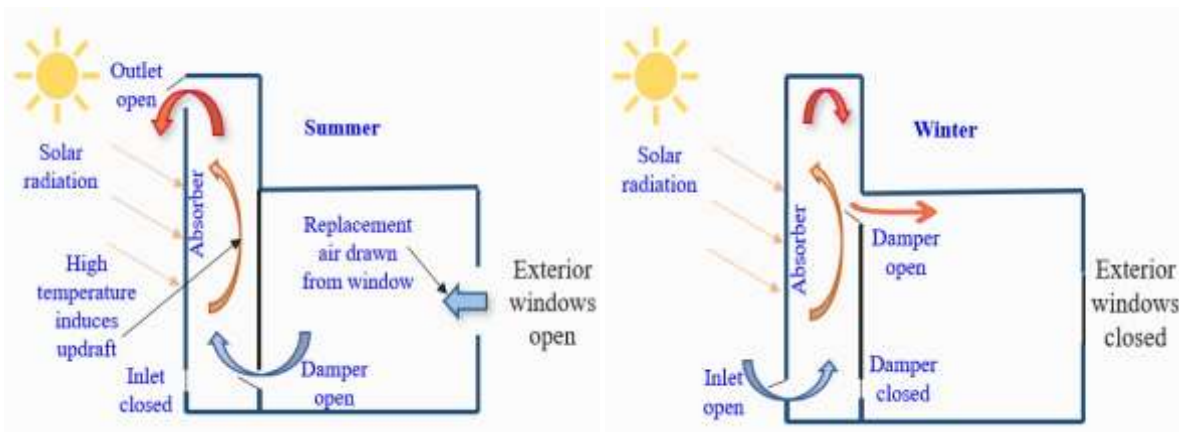 Outlet
open
Summer
Solar
radiation
Absorber
Replacement
air drawn
from window
High
temperature
induces
updraft
Exterior
windows
open
Inlet
closed
Damper
open
Winter
Solar
radiation
Absorber
Damper
open
Exterior
windows
closed
Inlet
open
Damper
closed